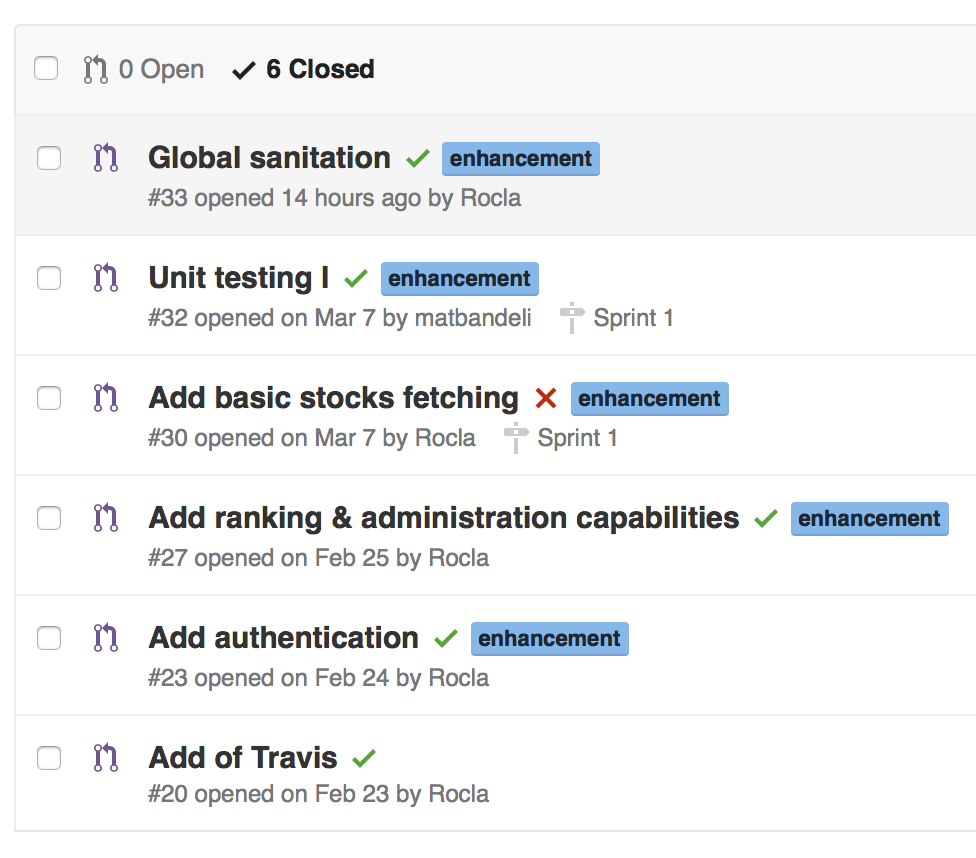 0 Open 6 Closed
Global sanitation enhancement
#33 opened 14 hours ago by Rocla
Unit testing I enhancement
#32 opened on Mar 7 by matbandeli Sprint 1
Add basic stocks fetching enhancement
#30 opened on Mar 7 by Rocla Sprint 1
Add ranking & administration capabilities enhancement
#27 opened on Feb 25 by Rocla
Add authentication enhancement
#23 opened on Feb 24 by Rocla
Add of Travis
#20 opened on Feb 23 by Rocla